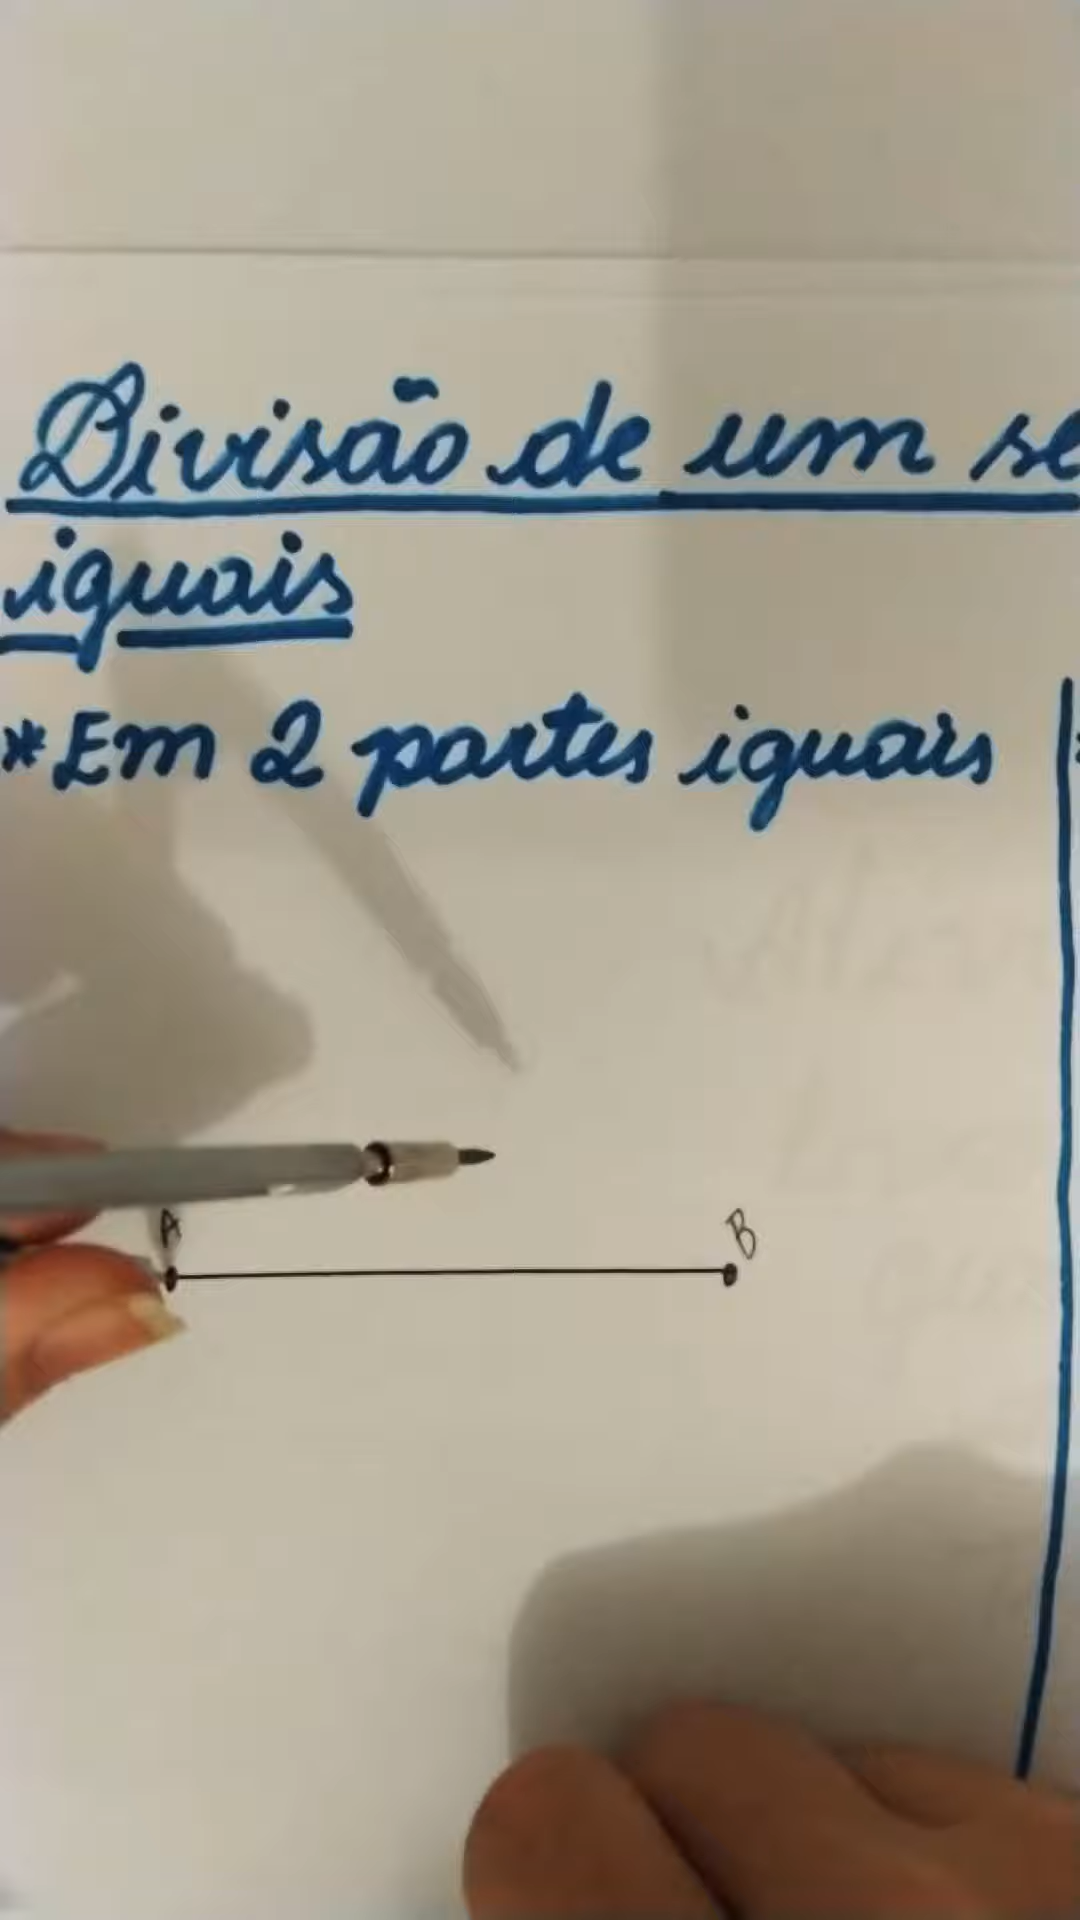 Divisão de um se
iguais
*Em 2 partes iguais
A
B